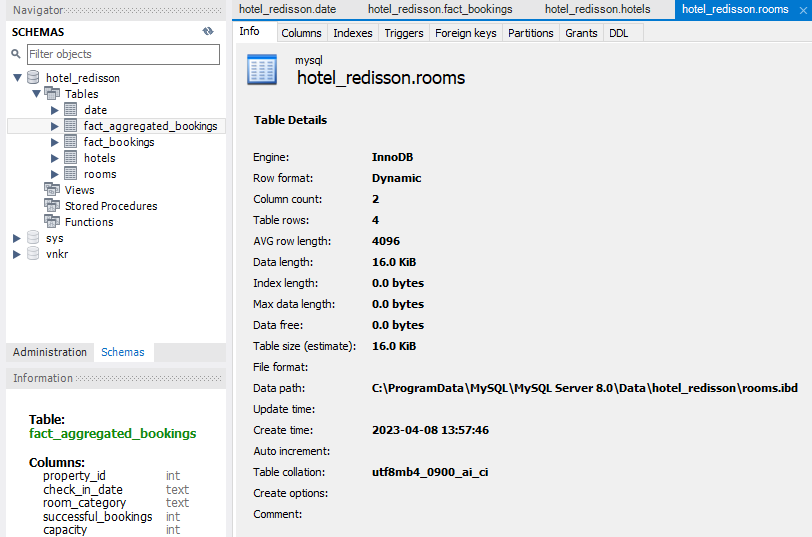 Navigator
SCHEMAS
Filter objects
hotel_redisson
Tables
date
fact_aggregated_bookings
fact_bookings
hotels
rooms
Views
Stored Procedures
Functions
sys
vnkr
Administration Schemas
Information
Table:
fact_aggregated_bookings
Columns:
property_id int
check_in_date text
room_category text
successful_bookings int
capacity int
hotel_redisson.date hotel_redisson.fact_bookings hotel_redisson.hotels hotel_redisson.rooms
Info Columns Indexes Triggers Foreign keys Partitions Grants DDL
mysql
hotel_redisson.rooms
Table Details
Engine: InnoDB
Row format: Dynamic
Column count: 2
Table rows: 4
AVG row length: 4096
Data length: 16.0 KiB
Index length: 0.0 bytes
Max data length: 0.0 bytes
Data free: 0.0 bytes
Table size (estimate): 16.0 KiB
File format:
Data path: C:\ProgramData\MySQL\MySQL Server 8.0\Data\hotel_redisson\rooms.ibd
Update time:
Create time: 2023-04-08 13:57:46
Auto increment:
Table collation: utf8mb4_0900_ai_ci
Create options:
Comment: